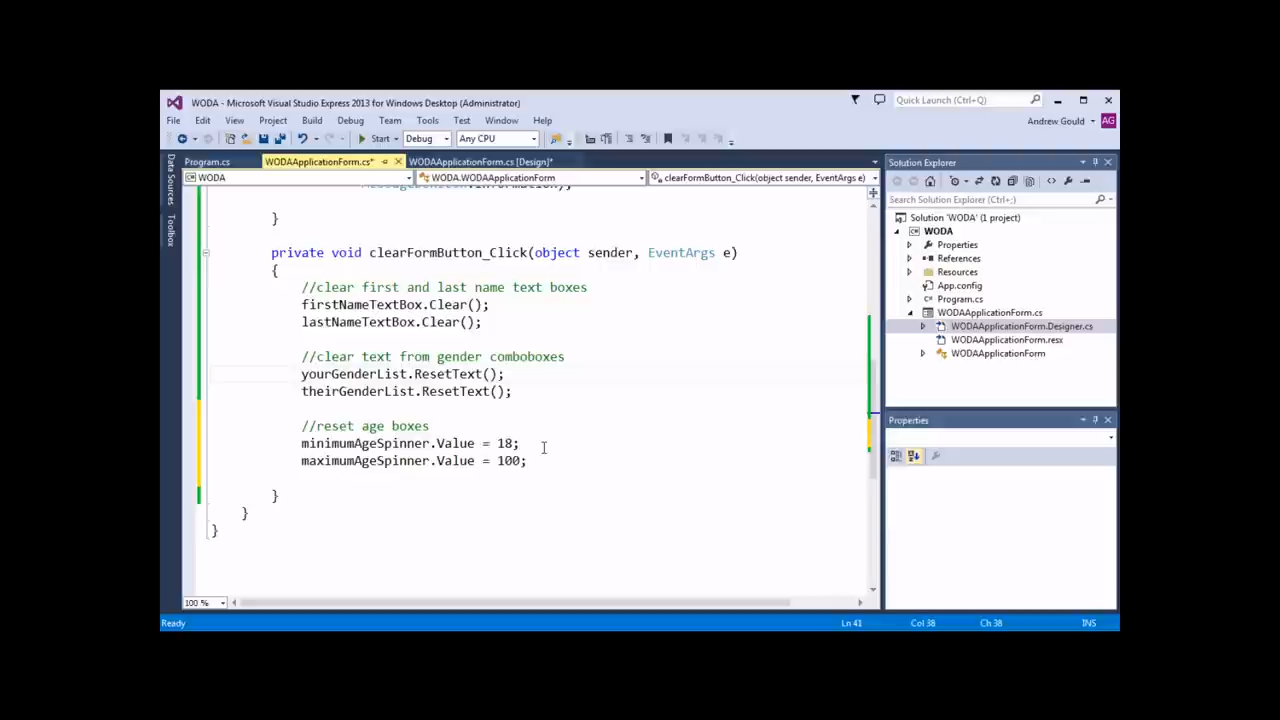 WODA - Microsoft Visual Studio Express 2013 for Windows Desktop (Administrator)
Quick Launch (Ctrl+Q)
File Edit View Project Build Debug Team Tools Test Window Help
Andrew Gould AG
Start Debug Any CPU
Program.cs WODAApplicationForm.cs* WODAApplicationForm.cs [Design]*
WODA WODA.WODAApplicationForm clearFormButton_Click(object sender, EventArgs e)
Data Sources
Toolbox
}
private void clearFormButton_Click(object sender, EventArgs e)
{
//clear first and last name text boxes
firstNameTextBox.Clear();
lastNameTextBox.Clear();
//clear text from gender comboboxes
yourGenderList.ResetText();
theirGenderList.ResetText();
//reset age boxes
minimumAgeSpinner.Value = 18;
maximumAgeSpinner.Value = 100;
}
}
}
100 %
Solution Explorer
Search Solution Explorer (Ctrl+;)
Solution 'WODA' (1 project)
WODA
Properties
References
Resources
App.config
Program.cs
WODAApplicationForm.cs
WODAApplicationForm.Designer.cs
WODAApplicationForm.resx
WODAApplicationForm
Properties
Ready Ln 41 Col 38 Ch 38 INS